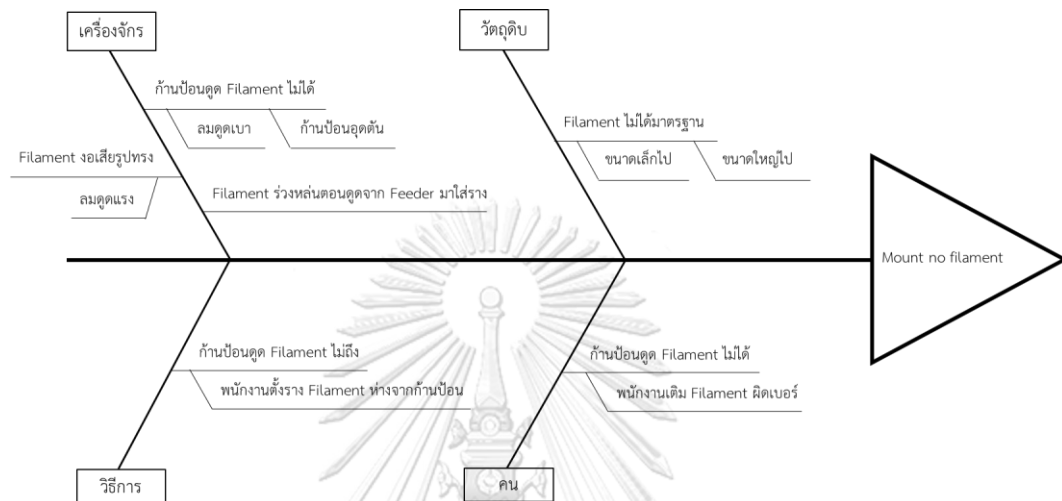 เครื่องจักร
วัตถุดิบ
ก้านป้อนดูด Filament ไม่ได้
ลมดูดเบา
ก้านป้อนอุดตัน
Filament งอเสียรูปทรง
ลมดูดแรง
Filament ร่วงหล่นตอนดูดจาก Feeder มาใส่ราง
Filament ไม่ได้มาตรฐาน
ขนาดเล็กไป
ขนาดใหญ่ไป
Mount no filament
ก้านป้อนดูด Filament ไม่ถึง
พนักงานตั้งราง Filament ห่างจากก้านป้อน
ก้านป้อนดูด Filament ไม่ได้
พนักงานเติม Filament ผิดเบอร์
วิธีการ
คน